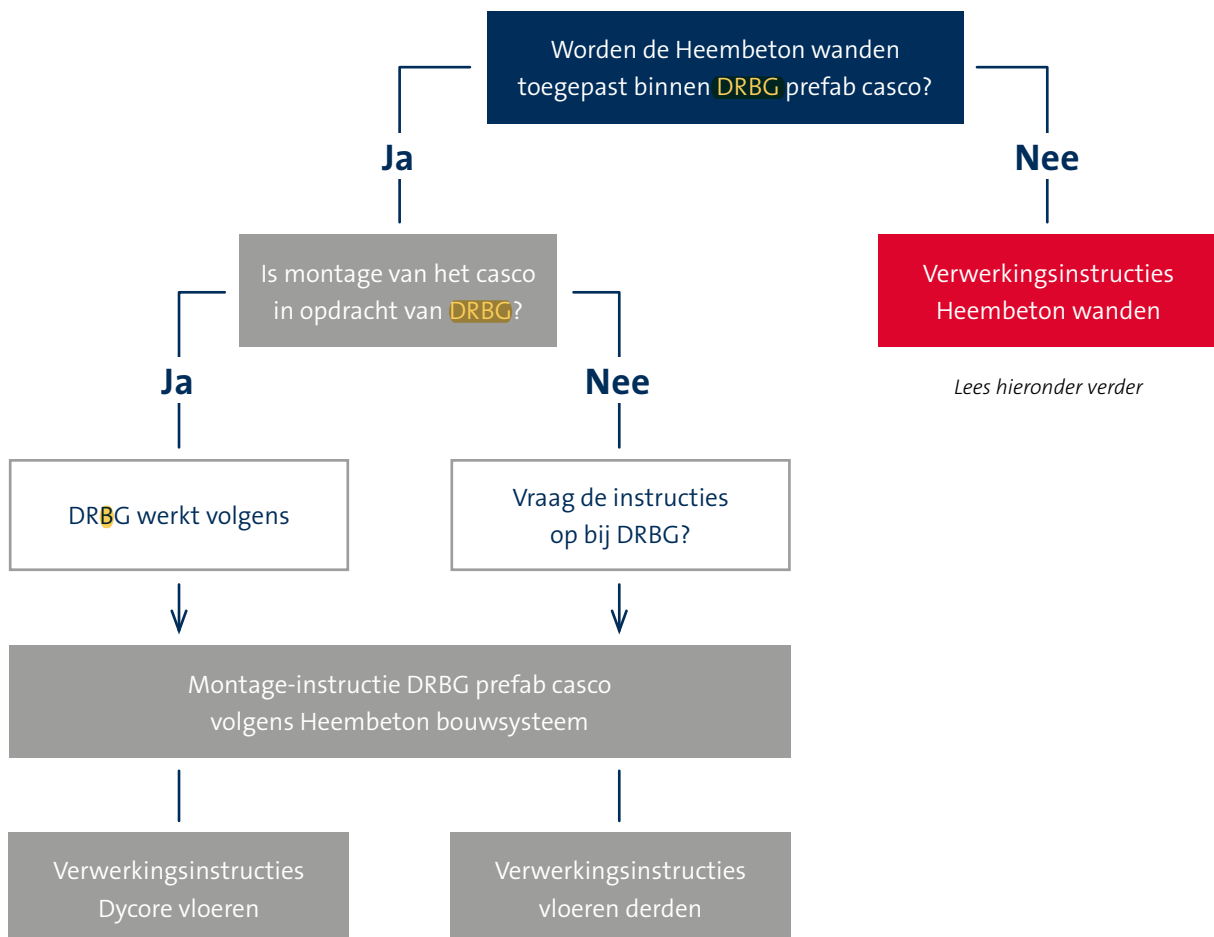 Worden de Heembeton wanden
toegepast binnen DRBG prefab casco?
Ja
Nee
Is montage van het casco
in opdracht van DRBG?
Verwerkingsinstructies
Heembeton wanden
Lees hieronder verder
Ja
Nee
DRBG werkt volgens
Vraag de instructies
op bij DRBG?
Montage-instructie DRBG prefab casco
volgens Heembeton bouwsysteem
Verwerkingsinstructies
Dycore vloeren
Verwerkingsinstructies
vloeren derden